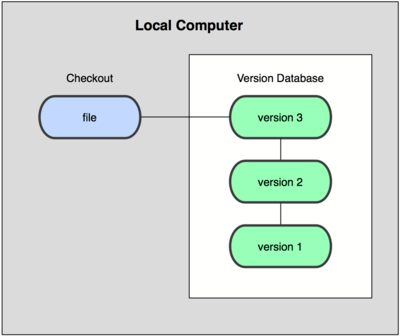 Local Computer
Checkout
Version Database
file
version 3
version 2
version 1